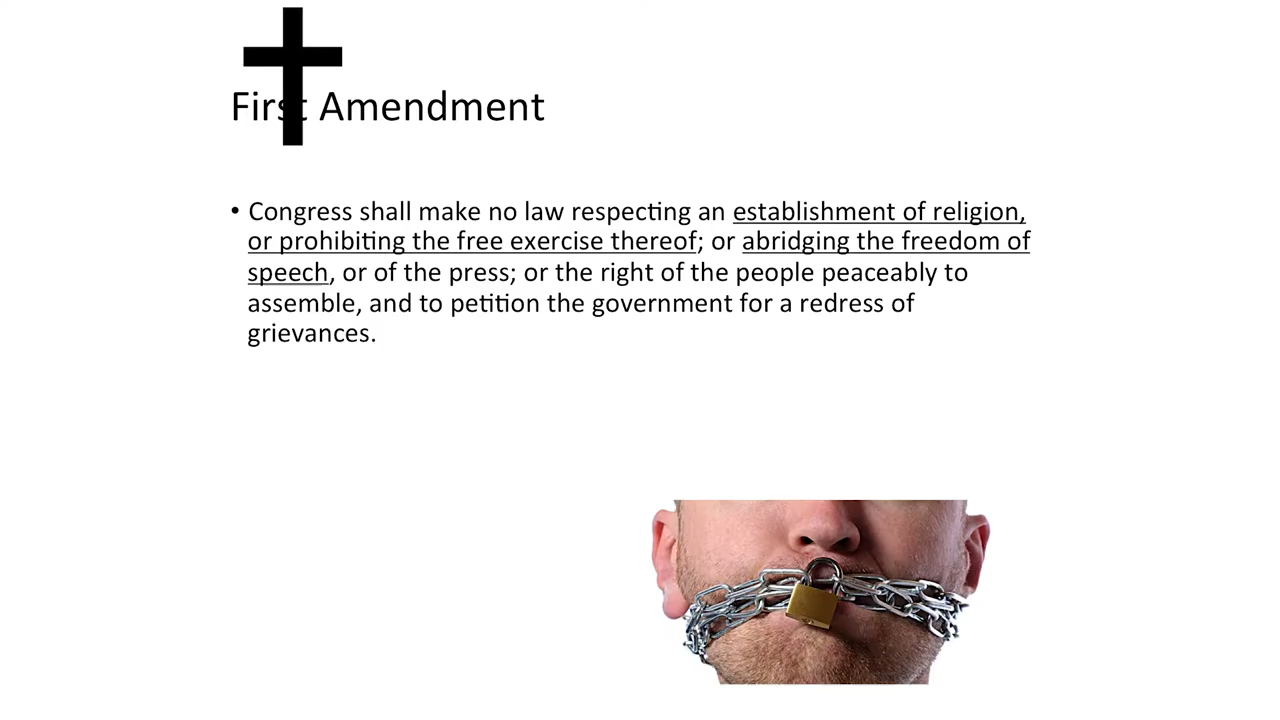 First Amendment
• Congress shall make no law respecting an establishment of religion,
or prohibiting the free exercise thereof; or abridging the freedom of
speech, or of the press; or the right of the people peaceably to
assemble, and to petition the government for a redress of
grievances.